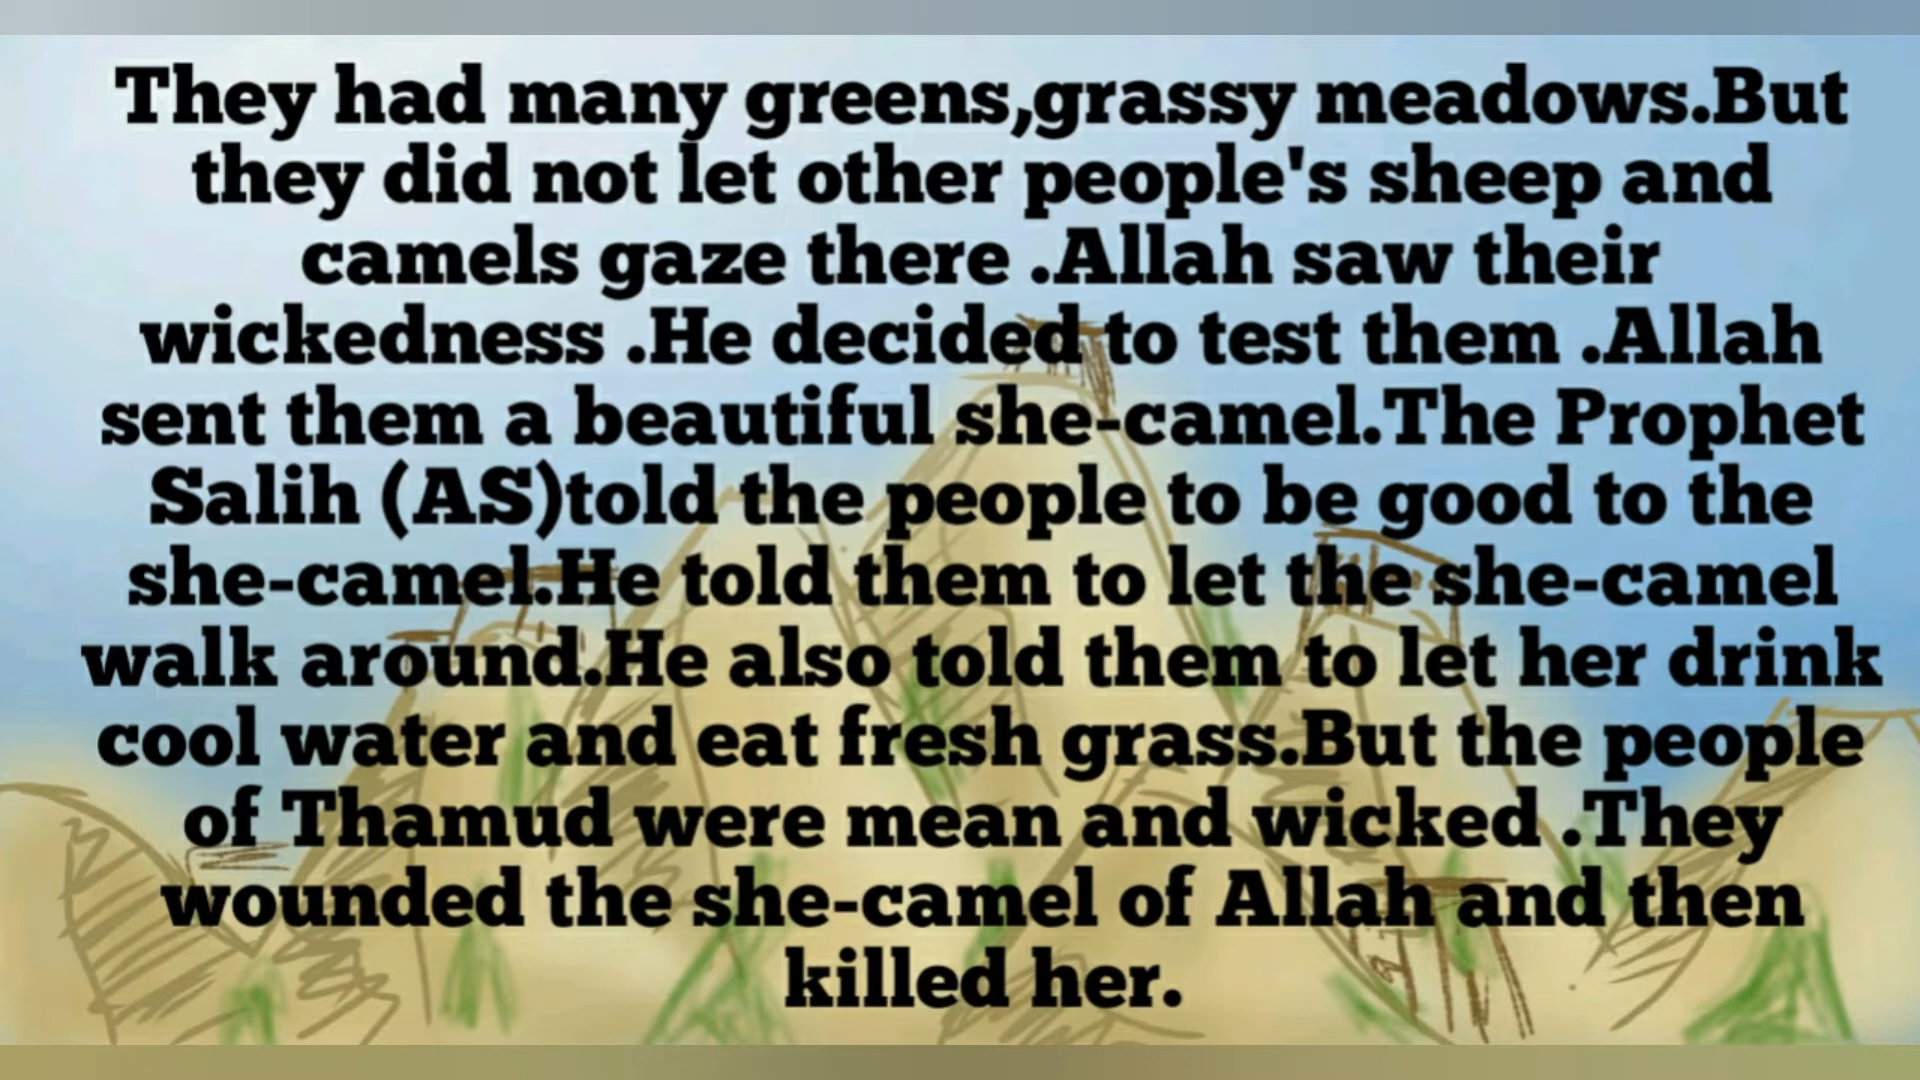 They had many greens,grassy meadows.But
they did not let other people's sheep and
camels gaze there .Allah saw their
wickedness .He decided to test them .Allah
sent them a beautiful she-camel.The Prophet
Salih (AS)told the people to be good to the
she-camel.He told them to let the she-camel
walk around.He also told them to let her drink
cool water and eat fresh grass.But the people
of Thamud were mean and wicked .They
wounded the she-camel of Allah and then
killed her.